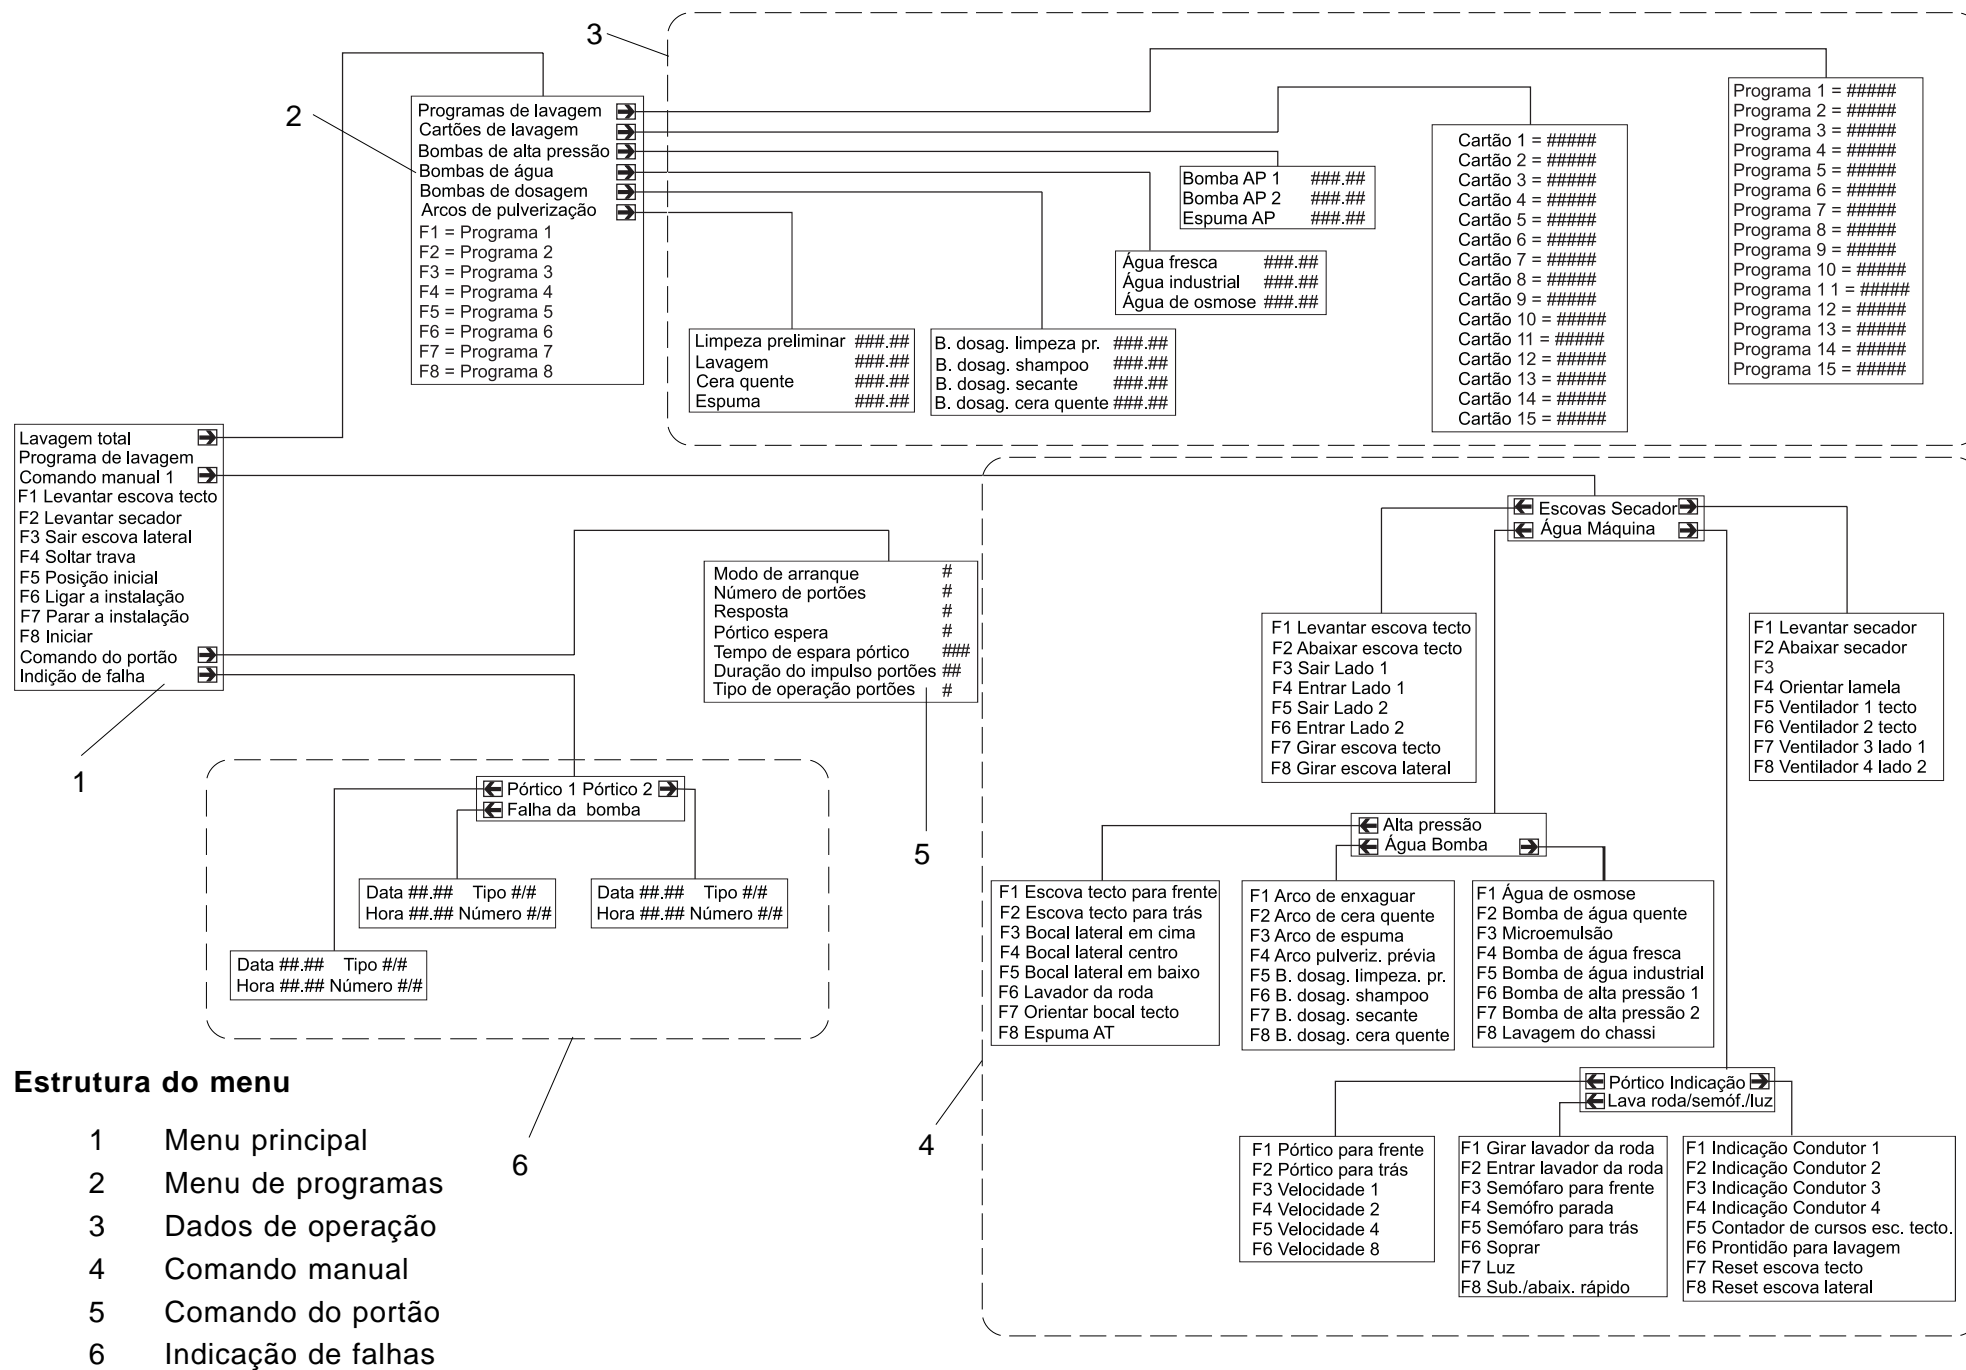 3
2
Programas de lavagem
Cartões de lavagem
Bombas de alta pressão
Bombas de água
Bombas de dosagem
Arcos de pulverização
F1 = Programa 1
F2 = Programa 2
F3 = Programa 3
F4 = Programa 4
F5 = Programa 5
F6 = Programa 6
F7 = Programa 7
F8 = Programa 8
Limpeza preliminar ###.##
Lavagem ###.##
Cera quente ###.##
Espuma ###.##
B. dosag. limpeza pr. ###.##
B. dosag. shampoo ###.##
B. dosag. secante ###.##
B. dosag. cera quente ###.##
Água fresca ###.##
Água industrial ###.##
Água de osmose ###.##
Bomba AP 1 ###.##
Bomba AP 2 ###.##
Espuma AP ###.##
Cartão 1 = #####
Cartão 2 = #####
Cartão 3 = #####
Cartão 4 = #####
Cartão 5 = #####
Cartão 6 = #####
Cartão 7 = #####
Cartão 8 = #####
Cartão 9 = #####
Cartão 10 = #####
Cartão 11 = #####
Cartão 12 = #####
Cartão 13 = #####
Cartão 14 = #####
Cartão 15 = #####
Programa 1 = #####
Programa 2 = #####
Programa 3 = #####
Programa 4 = #####
Programa 5 = #####
Programa 6 = #####
Programa 7 = #####
Programa 8 = #####
Programa 9 = #####
Programa 10 = #####
Programa 11 = #####
Programa 12 = #####
Programa 13 = #####
Programa 14 = #####
Programa 15 = #####
Lavagem total
Programa de lavagem
Comando manual 1
F1 Levantar escova tecto
F2 Levantar secador
F3 Sair escova lateral
F4 Soltar trava
F5 Posição inicial
F6 Ligar a instalação
F7 Parar a instalação
F8 Iniciar
Comando do portão
Indição de falha
1
Modo de arranque #
Número de portões #
Resposta #
Pórtico espera #
Tempo de espara pórtico ###
Duração do impulso portões ##
Tipo de operação portões #
5
Pórtico 1 Pórtico 2
Falha da bomba
Data ##.## Tipo #/#
Hora ##.## Número #/#
Data ##.## Tipo #/#
Hora ##.## Número #/#
Data ##.## Tipo #/#
Hora ##.## Número #/#
6
Escovas Secador
Água Máquina
F1 Levantar escova tecto
F2 Abaixar escova tecto
F3 Sair Lado 1
F4 Entrar Lado 1
F5 Sair Lado 2
F6 Entrar Lado 2
F7 Girar escova tecto
F8 Girar escova lateral
F1 Levantar secador
F2 Abaixar secador
F3
F4 Orientar lamela
F5 Ventilador 1 tecto
F6 Ventilador 2 tecto
F7 Ventilador 3 lado 1
F8 Ventilador 4 lado 2
Alta pressão
Água Bomba
F1 Escova tecto para frente
F2 Escova tecto para trás
F3 Bocal lateral em cima
F4 Bocal lateral centro
F5 Bocal lateral em baixo
F6 Lavador da roda
F7 Orientar bocal tecto
F8 Espuma AT
F1 Arco de enxaguar
F2 Arco de cera quente
F3 Arco de espuma
F4 Arco pulveriz. prévia
F5 B. dosag. limpeza. pr.
F6 B. dosag. shampoo
F7 B. dosag. secante
F8 B. dosag. cera quente
F1 Água de osmose
F2 Bomba de água quente
F3 Microemulsão
F4 Bomba de água fresca
F5 Bomba de água industrial
F6 Bomba de alta pressão 1
F7 Bomba de alta pressão 2
F8 Lavagem do chassi
4
Pórtico Indicação
Lava roda/semóf./luz
F1 Pórtico para frente
F2 Pórtico para trás
F3 Velocidade 1
F4 Velocidade 2
F5 Velocidade 4
F6 Velocidade 8
F1 Girar lavador da roda
F2 Entrar lavador da roda
F3 Semófaro para frente
F4 Semófro parada
F5 Semófaro para trás
F6 Soprar
F7 Luz
F8 Sub./abaix. rápido
F1 Indicação Condutor 1
F2 Indicação Condutor 2
F3 Indicação Condutor 3
F4 Indicação Condutor 4
F5 Contador de cursos esc. tecto.
F6 Prontidão para lavagem
F7 Reset escova tecto
F8 Reset escova lateral
Estrutura do menu
1 Menu principal
2 Menu de programas
3 Dados de operação
4 Comando manual
5 Comando do portão
6 Indicação de falhas